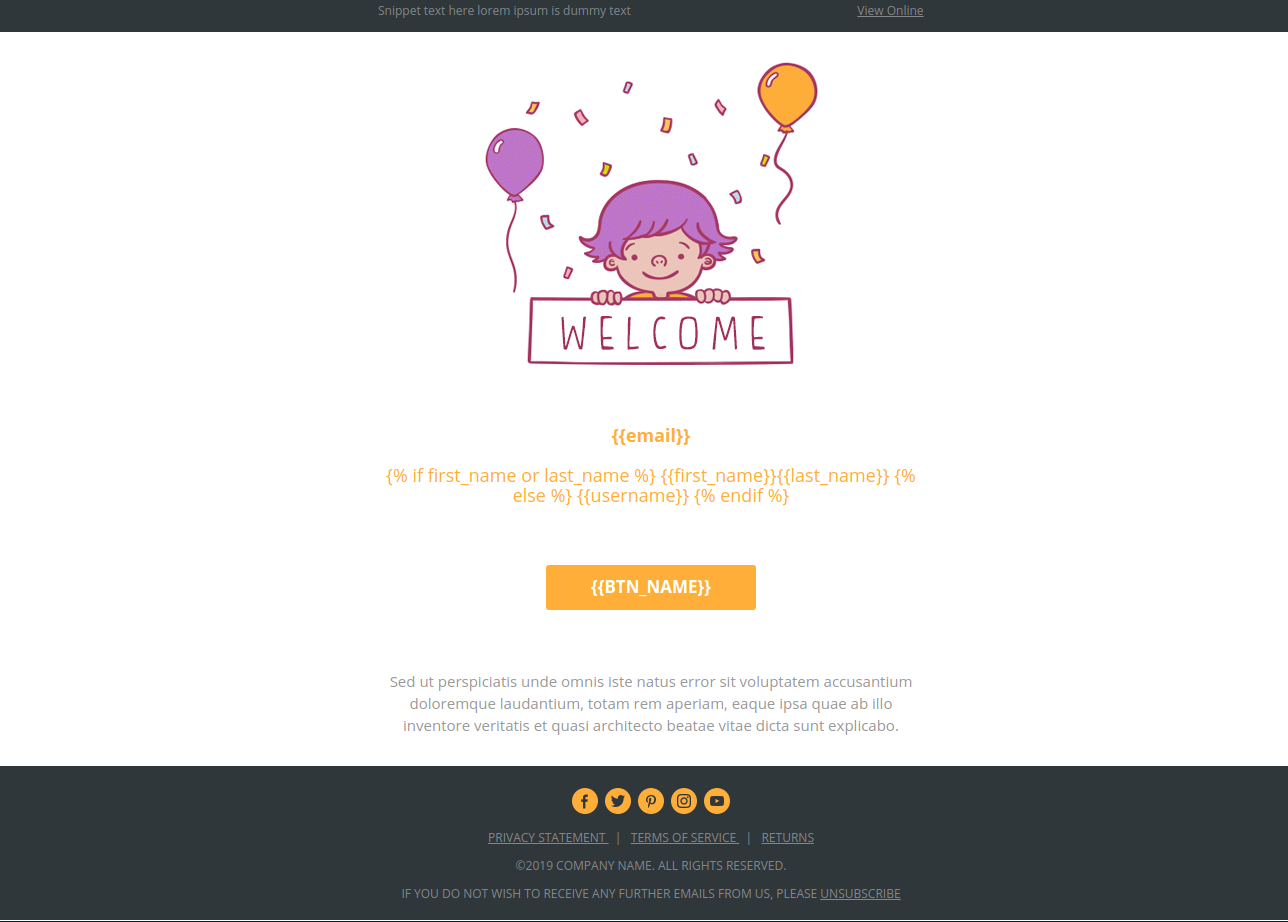 Snippet text here lorem ipsum is dummy text View Online
WELCOME
{{email}}
{% if first_name or last_name %} {{first_name}}{{last_name}} {%
else %} {{username}} {% endif %}
{{BTN_NAME}}
Sed ut perspiciatis unde omnis iste natus error sit voluptatem accusantium
doloremque laudantium, totam rem aperiam, eaque ipsa quae ab illo
inventore veritatis et quasi architecto beatae vitae dicta sunt explicabo.
PRIVACY STATEMENT | TERMS OF SERVICE | RETURNS
©2019 COMPANY NAME. ALL RIGHTS RESERVED.
IF YOU DO NOT WISH TO RECEIVE ANY FURTHER EMAILS FROM US, PLEASE UNSUBSCRIBE